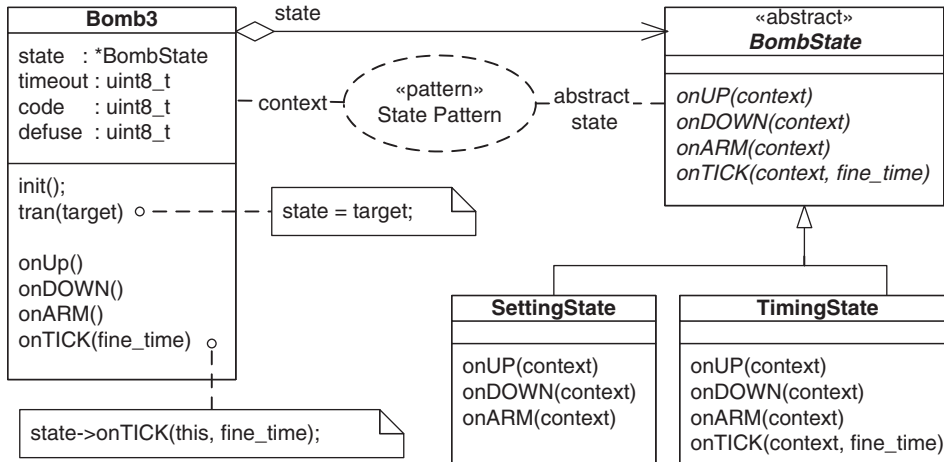 Bomb3
state : *BombState
timeout : uint8_t
code : uint8_t
defuse : uint8_t
init();
tran(target)
onUp()
onDOWN()
onARM()
onTICK(fine_time)
state
context
«pattern»
State Pattern
abstract
state
state = target;
state->onTICK(this, fine_time);
«abstract»
BombState
onUP(context)
onDOWN(context)
onARM(context)
onTICK(context, fine_time)
SettingState
onUP(context)
onDOWN(context)
onARM(context)
TimingState
onUP(context)
onDOWN(context)
onARM(context)
onTICK(context, fine_time)